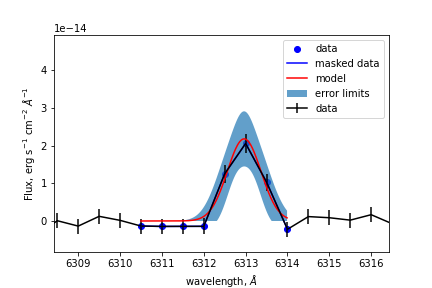 1e−14
data
masked data
model
error limits
data
4
3
2
1
0
Flux, erg s⁻¹ cm⁻² Å⁻¹
6309 6310 6311 6312 6313 6314 6315 6316
wavelength, Å